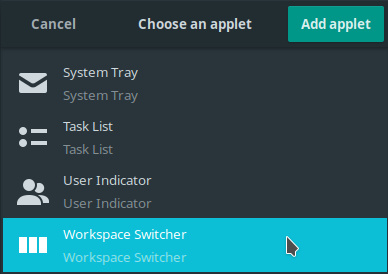 Cancel Choose an applet Add applet
System Tray
System Tray
Task List
Task List
User Indicator
User Indicator
Workspace Switcher
Workspace Switcher